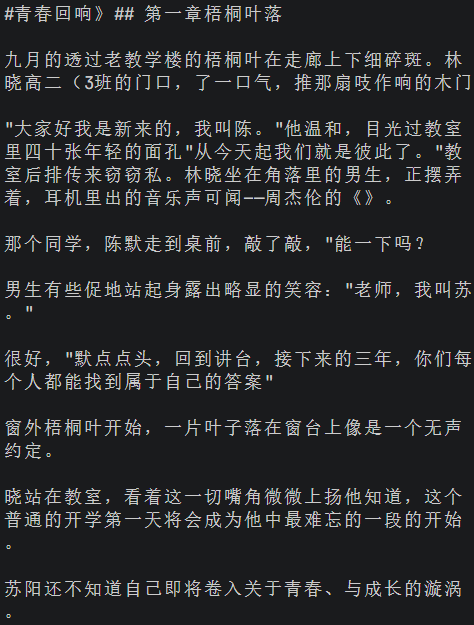 #青春回响》## 第一章梧桐叶落
九月的透过老教学楼的梧桐叶在走廊上下细碎斑。林
晓高二（3班的门口，了一口气，推那扇吱作响的木门
"大家好我是新来的，我叫陈。"他温和，目光过教室
里四十张年轻的面孔"从今天起我们就是彼此了。"教
室后排传来窃窃私。林晓坐在角落里的男生，正摆弄
着，耳机里出的音乐声可闻——周杰伦的《》。
那个同学，陈默走到桌前，敲了敲，"能一下吗？
男生有些促地站起身露出略显的笑容："老师，我叫苏
。"
很好，"默点点头，回到讲台，接下来的三年，你们每
个人都能找到属于自己的答案"
窗外梧桐叶开始，一片叶子落在窗台上像是一个无声
约定。
晓站在教室，看着这一切嘴角微微上扬他知道，这个
普通的开学第一天将会成为他中最难忘的一段的开始
。
苏阳还不知道自己即将卷入关于青春、与成长的漩涡
。